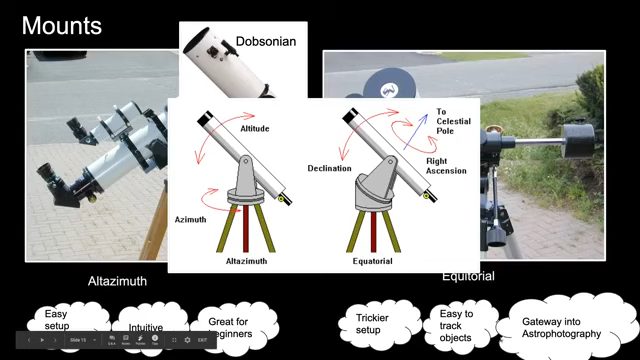 Mounts
Dobsonian
Altitude
Azimuth
Altazimuth
To
Celestial
Pole
Declination
Right
Ascension
Equatorial
Altazimuth
Equitorial
Easy
setup
Intuitive
Great for
beginners
Trickier
setup
Easy to
track
objects
Gateway into
Astrophotography
EXIT